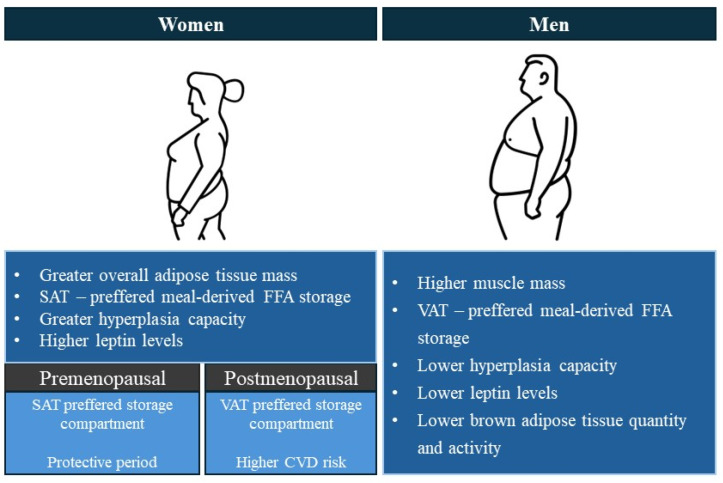 Women
Men
• Greater overall adipose tissue mass
• SAT – preffered meal-derived FFA storage
• Greater hyperplasia capacity
• Higher leptin levels
Premenopausal
SAT preffered storage
compartment
Protective period
Postmenopausal
VAT preffered storage
compartment
Higher CVD risk
• Higher muscle mass
• VAT – preffered meal-derived FFA
storage
• Lower hyperplasia capacity
• Lower leptin levels
• Lower brown adipose tissue quantity
and activity